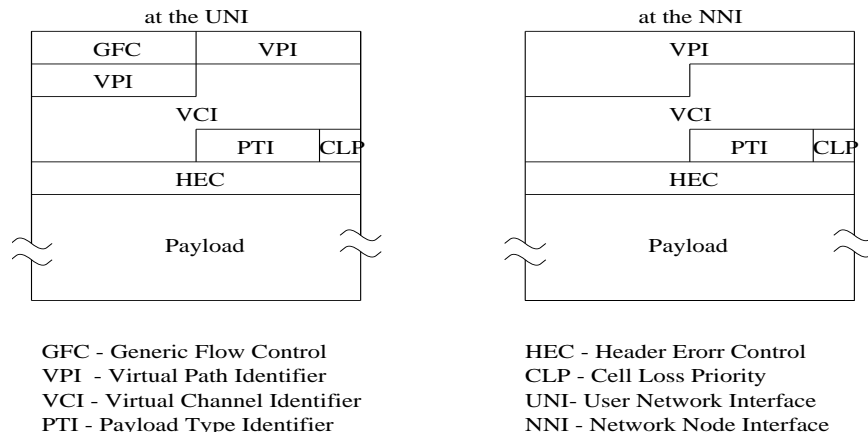 at the UNI
at the NNI
GFC VPI
VPI
VCI
PTI CLP
HEC
Payload
VPI
VCI
PTI CLP
HEC
Payload
GFC - Generic Flow Control
VPI - Virtual Path Identifier
VCI - Virtual Channel Identifier
PTI - Payload Type Identifier
HEC - Header Erorr Control
CLP - Cell Loss Priority
UNI- User Network Interface
NNI - Network Node Interface